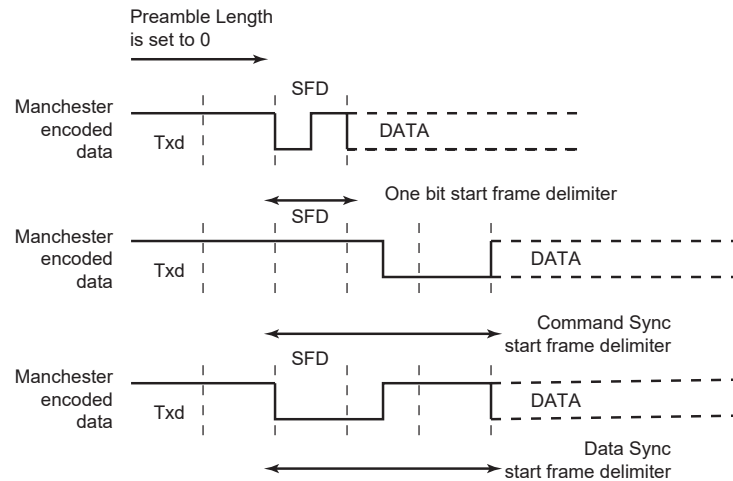 Preamble Length
is set to 0
SFD
Manchester
encoded
data
Txd
DATA
One bit start frame delimiter
SFD
Manchester
encoded
data
Txd
DATA
Command Sync
start frame delimiter
SFD
Manchester
encoded
data
Txd
DATA
Data Sync
start frame delimiter